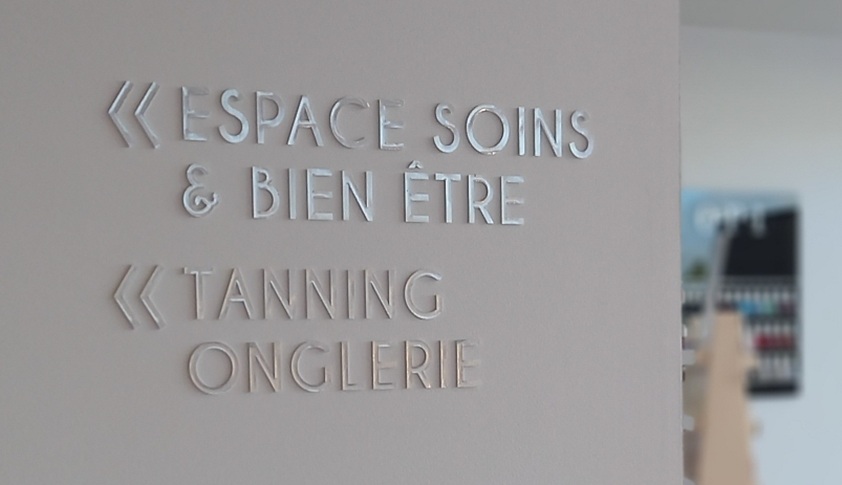 « ESPACE SOINS
& BIEN ÊTRE
« TANNING
ONGLERIE